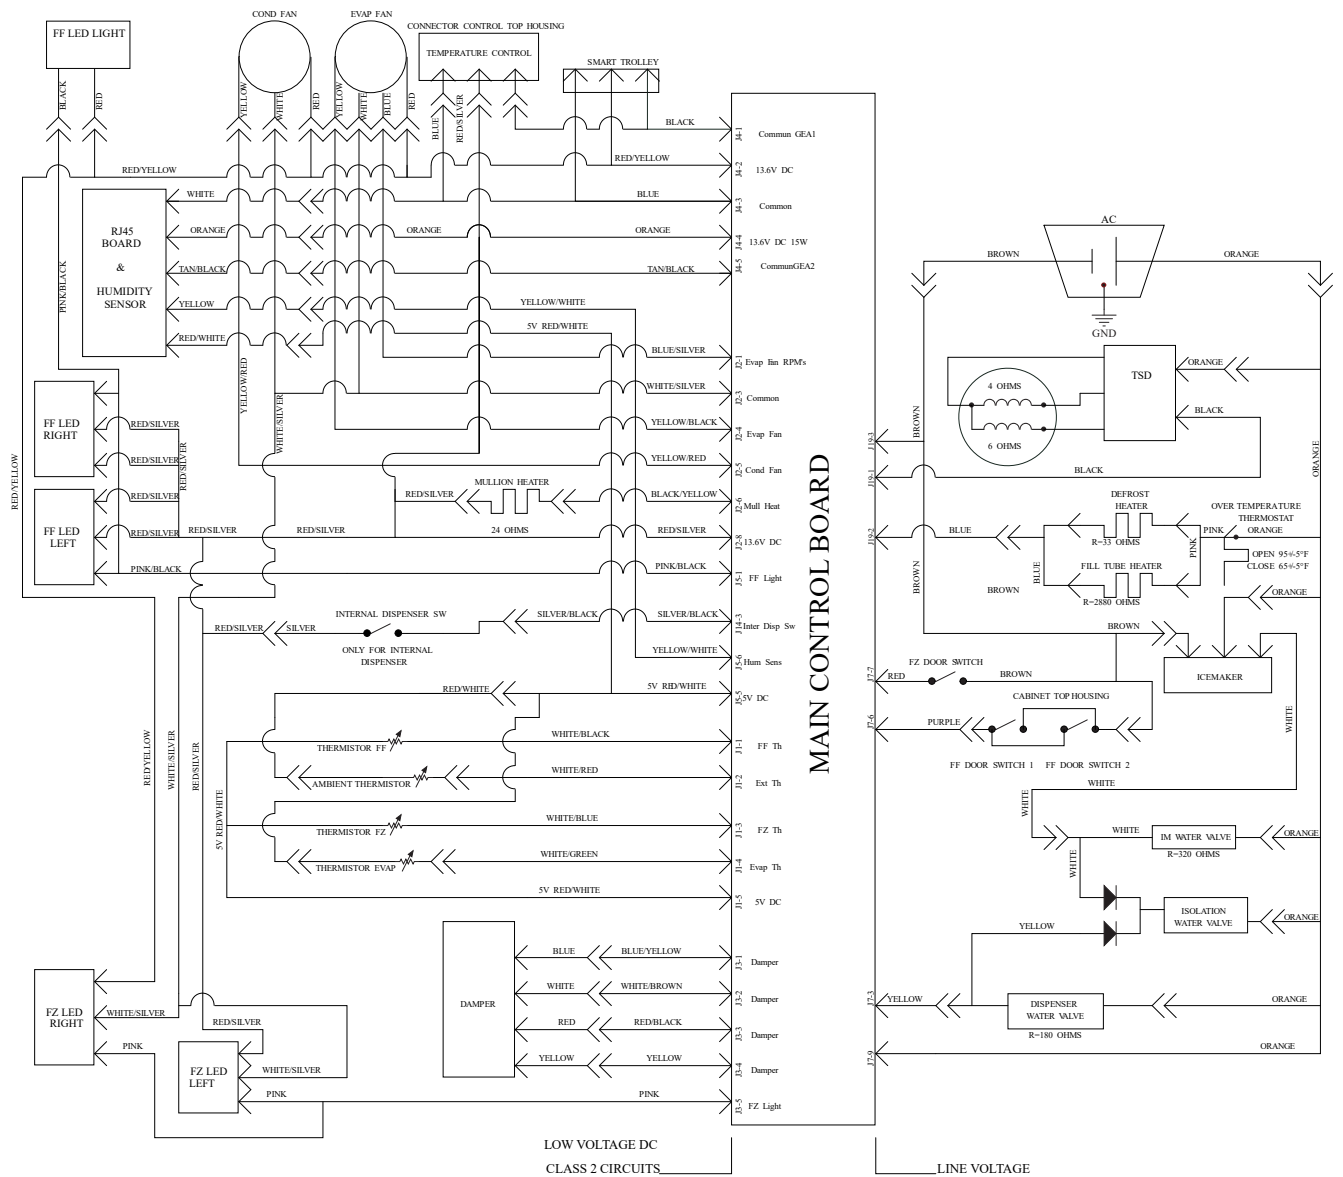 FF LED LIGHT
COND FAN
EVAP FAN
CONNECTOR CONTROL TOP HOUSING
TEMPERATURE CONTROL
SMART TROLLEY
BLACK
RED
YELLOW
WHITE
RED
YELLOW
WHITE
BLUE
RED
BLUE
RED/SILVER
BLACK
J4-1
Commun GEA1
RED/YELLOW
RED/YELLOW
J4-2
13.6V DC
WHITE
BLUE
J4-3
Common
RJ45
BOARD
&
HUMIDITY
SENSOR
ORANGE
ORANGE
ORANGE
J4-4
13.6V DC 15W
TAN/BLACK
TAN/BLACK
J4-5
CommunGEA2
YELLOW
YELLOW/WHITE
RED/WHITE
5V RED/WHITE
PINK/BLACK
BLUE/SILVER
J2-1
Evap Fan RPM's
WHITE/SILVER
J2-3
Common
YELLOW/RED
WHITE/SILVER
YELLOW/BLACK
J2-4
Evap Fan
YELLOW/RED
J2-5
Cond Fan
FF LED
RIGHT
RED/SILVER
RED/SILVER
RED/SILVER
RED/YELLOW
MULLION HEATER
RED/SILVER
BLACK/YELLOW
J2-6
Mull Heat
24 OHMS
FF LED
LEFT
RED/SILVER
RED/SILVER
RED/SILVER
RED/SILVER
RED/SILVER
J2-8
13.6V DC
PINK/BLACK
PINK/BLACK
J5-1
FF Light
INTERNAL DISPENSER SW
RED/SILVER
SILVER
SILVER/BLACK
SILVER/BLACK
J14-3
Inter Disp Sw
ONLY FOR INTERNAL
DISPENSER
YELLOW/WHITE
J5-6
Hum Sens
RED/WHITE
5V RED/WHITE
J5-5
5V DC
RED/YELLOW
WHITE/SILVER
RED/SILVER
THERMISTOR FF
WHITE/BLACK
J1-1
FF Th
AMBIENT THERMISTOR
WHITE/RED
J1-2
Ext Th
5V RED/WHITE
THERMISTOR FZ
WHITE/BLUE
J1-3
FZ Th
THERMISTOR EVAP
WHITE/GREEN
J1-4
Evap Th
5V RED/WHITE
J1-5
5V DC
DAMPER
BLUE
BLUE/YELLOW
J3-1
Damper
WHITE
WHITE/BROWN
J3-2
Damper
RED
RED/BLACK
J3-3
Damper
YELLOW
YELLOW
J3-4
Damper
FZ LED
RIGHT
WHITE/SILVER
RED/SILVER
PINK
FZ LED
LEFT
WHITE/SILVER
PINK
PINK
J3-5
FZ Light
MAIN CONTROL BOARD
LOW VOLTAGE DC
CLASS 2 CIRCUITS
LINE VOLTAGE
AC
BROWN
ORANGE
GND
TSD
ORANGE
BLACK
4 OHMS
6 OHMS
BROWN
ORANGE
J19-3
J19-1
BLACK
DEFROST
HEATER
OVER TEMPERATURE
THERMOSTAT
J19-2
BLUE
R=33 OHMS
PINK
PINK
ORANGE
OPEN 95+/-5°F
CLOSE 65+/-5°F
BLUE
FILL TUBE HEATER
BROWN
BROWN
R=2880 OHMS
ORANGE
BROWN
ICEMAKER
J7-7
RED
FZ DOOR SWITCH
BROWN
CABINET TOP HOUSING
J7-6
PURPLE
WHITE
FF DOOR SWITCH 1
FF DOOR SWITCH 2
WHITE
WHITE
WHITE
IM WATER VALVE
ORANGE
R=320 OHMS
WHITE
ISOLATION
WATER VALVE
ORANGE
YELLOW
J7-3
YELLOW
DISPENSER
WATER VALVE
ORANGE
R=180 OHMS
J7-9
ORANGE